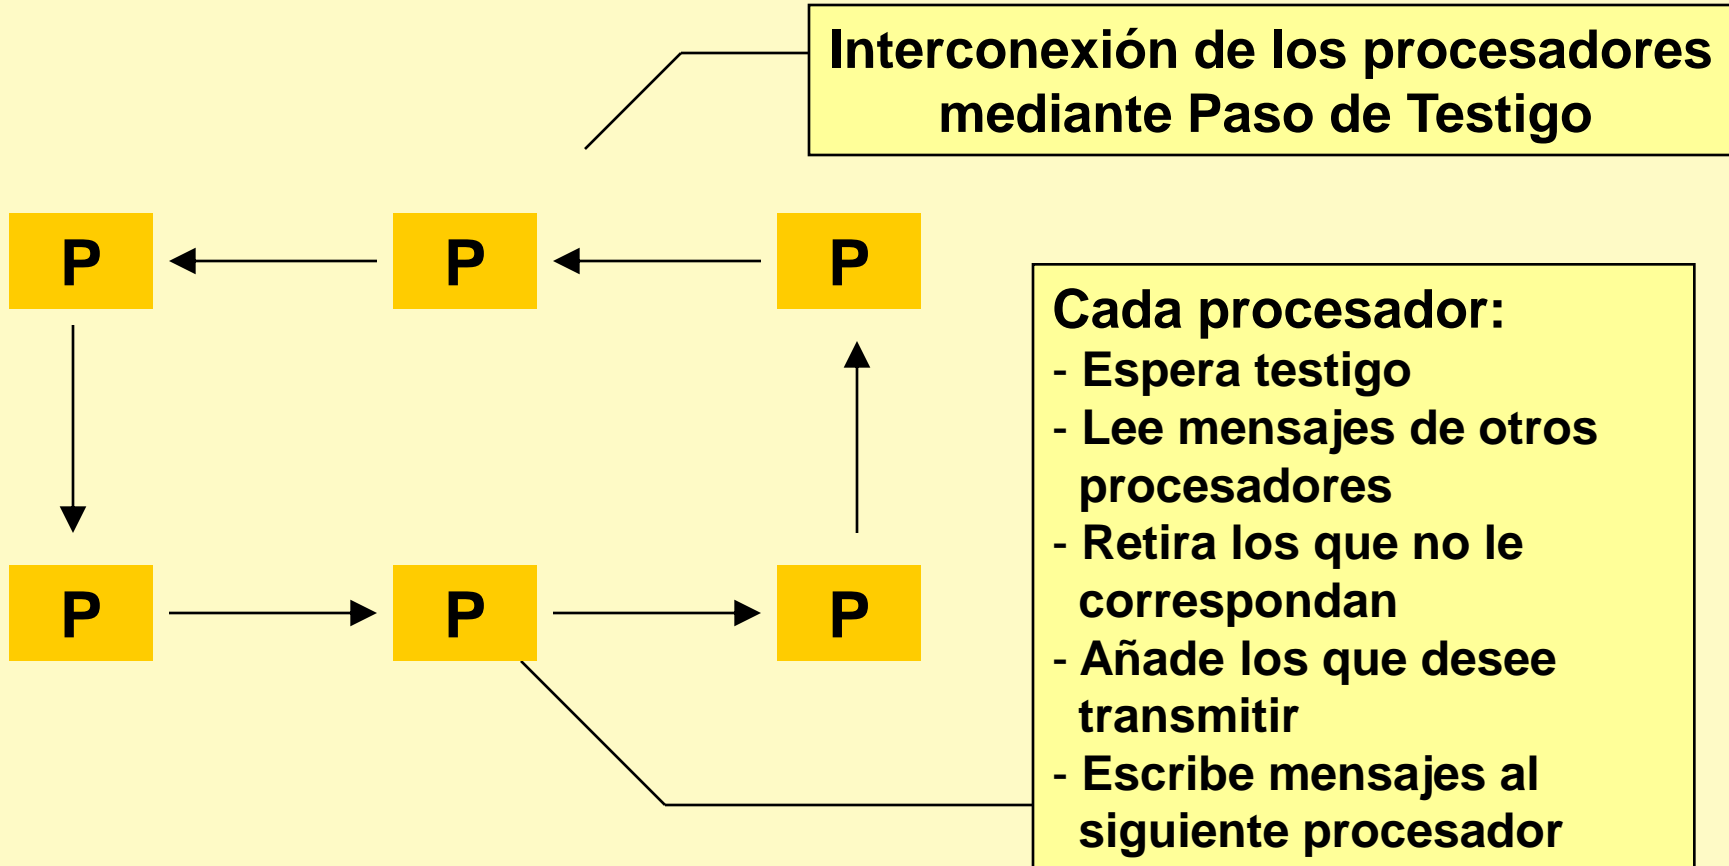 Interconexión de los procesadores
mediante Paso de Testigo
P
P
P
Cada procesador:
- Espera testigo
- Lee mensajes de otros
procesadores
- Retira los que no le
correspondan
- Añade los que desee
transmitir
- Escribe mensajes al
siguiente procesador
P
P
P